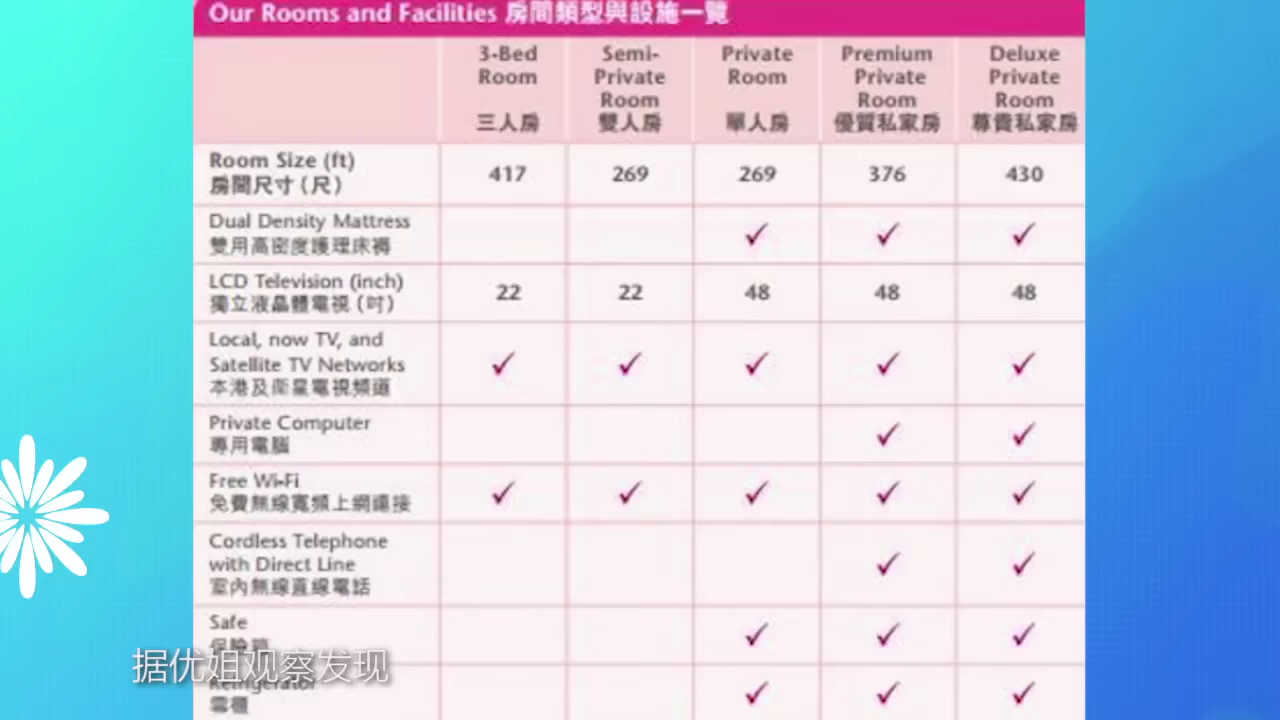 Our Rooms and Facilities 房間類型與設施一覽
3-Bed Room 三人房
Semi-Private Room 雙人房
Private Room 單人房
Premium Private Room 優質私家房
Deluxe Private Room 尊貴私家房
Room Size (ft) 417 269 269 376 430
房間尺寸（尺）
Dual Density Mattress ✓ ✓ ✓
雙用高密度護理床褥
LCD Television (inch) 22 22 48 48 48
獨立液晶體電視（吋）
Local, now TV, and
Satellite TV Networks ✓ ✓ ✓ ✓ ✓
本港及衛星電視頻道
Private Computer ✓ ✓
專用電腦
Free Wi-Fi ✓ ✓ ✓ ✓ ✓
免費無線寬頻上網連接
Cordless Telephone
with Direct Line ✓ ✓
室內無線直線電話
Safe ✓ ✓ ✓
保險箱
据优姐观察发现
Refrigerator ✓ ✓ ✓
雪櫃